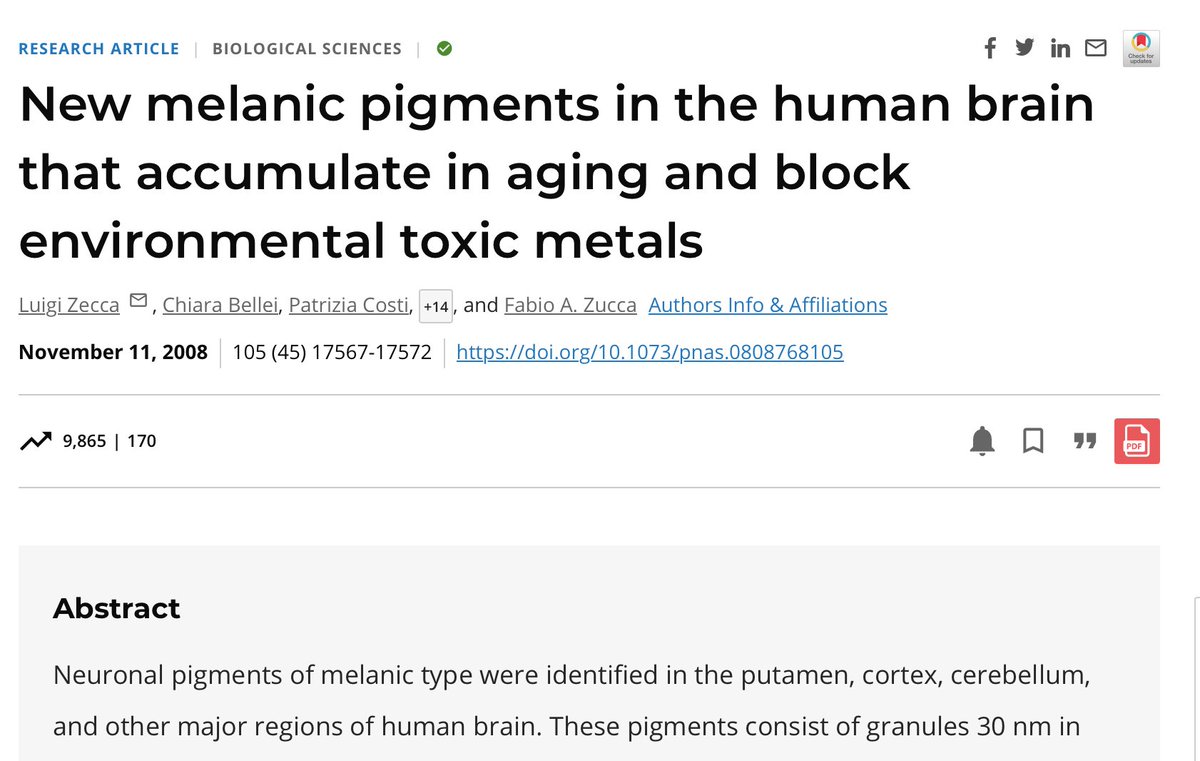 RESEARCH ARTICLE | BIOLOGICAL SCIENCES |
Check for
updates
New melanic pigments in the human brain
that accumulate in aging and block
environmental toxic metals
Luigi Zecca , Chiara Bellei, Patrizia Costi, +14 , and Fabio A. Zucca Authors Info & Affiliations
November 11, 2008 | 105 (45) 17567-17572 | https://doi.org/10.1073/pnas.0808768105
9,865 | 170
PDF
Abstract
Neuronal pigments of melanic type were identified in the putamen, cortex, cerebellum,
and other major regions of human brain. These pigments consist of granules 30 nm in